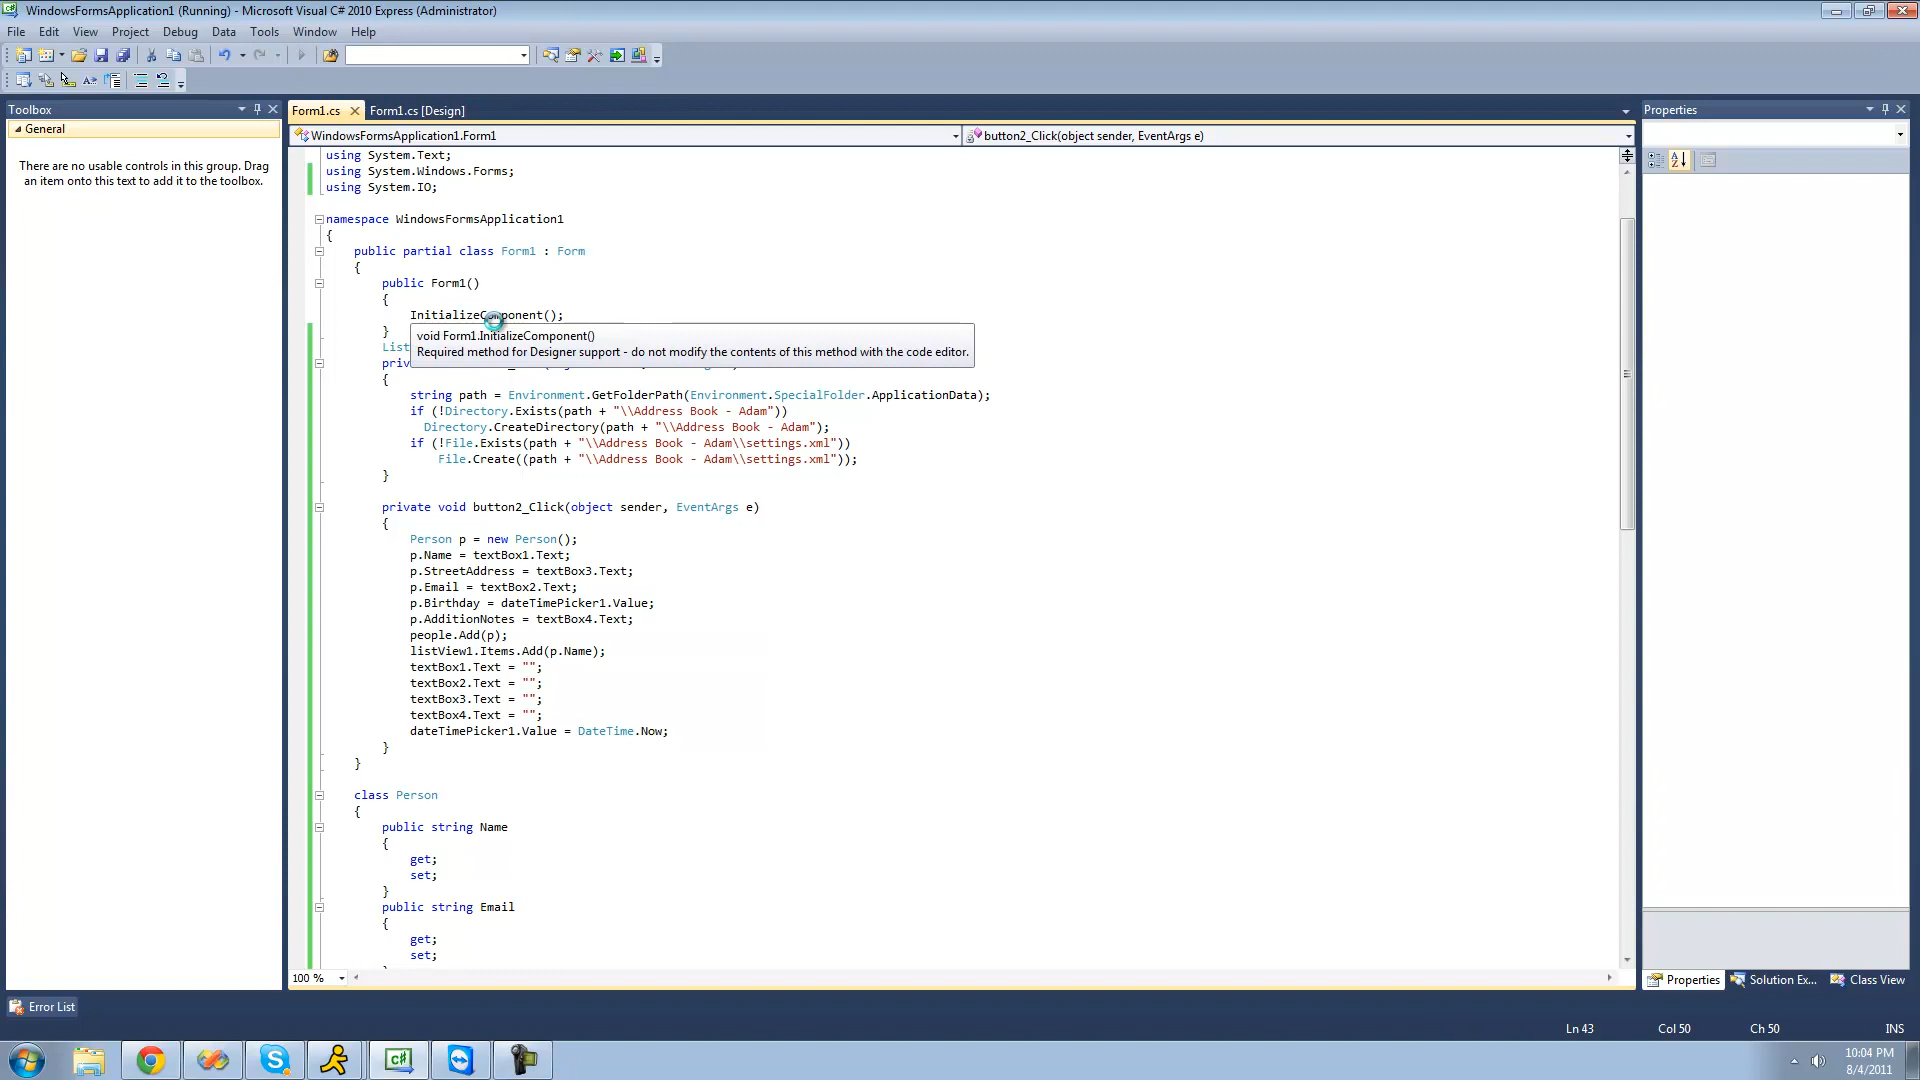 WindowsFormsApplication1 (Running) - Microsoft Visual C# 2010 Express (Administrator)
File Edit View Project Debug Data Tools Window Help
Toolbox
General
There are no usable controls in this group. Drag
an item onto this text to add it to the toolbox.
Form1.cs
Form1.cs [Design]
WindowsFormsApplication1.Form1
button2_Click(object sender, EventArgs e)
using System.Text;
using System.Windows.Forms;
using System.IO;
namespace WindowsFormsApplication1
{
public partial class Form1 : Form
{
public Form1()
{
InitializeComponent();
}
void Form1.InitializeComponent()
Required method for Designer support - do not modify the contents of this method with the code editor.
List
priv
{
string path = Environment.GetFolderPath(Environment.SpecialFolder.ApplicationData);
if (!Directory.Exists(path + "\\Address Book - Adam"))
Directory.CreateDirectory(path + "\\Address Book - Adam");
if (!File.Exists(path + "\\Address Book - Adam\\settings.xml"))
File.Create((path + "\\Address Book - Adam\\settings.xml"));
}
private void button2_Click(object sender, EventArgs e)
{
Person p = new Person();
p.Name = textBox1.Text;
p.StreetAddress = textBox3.Text;
p.Email = textBox2.Text;
p.Birthday = dateTimePicker1.Value;
p.AdditionNotes = textBox4.Text;
people.Add(p);
listView1.Items.Add(p.Name);
textBox1.Text = "";
textBox2.Text = "";
textBox3.Text = "";
textBox4.Text = "";
dateTimePicker1.Value = DateTime.Now;
}
}
class Person
{
public string Name
{
get;
set;
}
public string Email
{
get;
set;
100 %
Properties
Properties Solution Ex... Class View
Error List
Ln 43 Col 50 Ch 50 INS
10:04 PM
8/4/2011